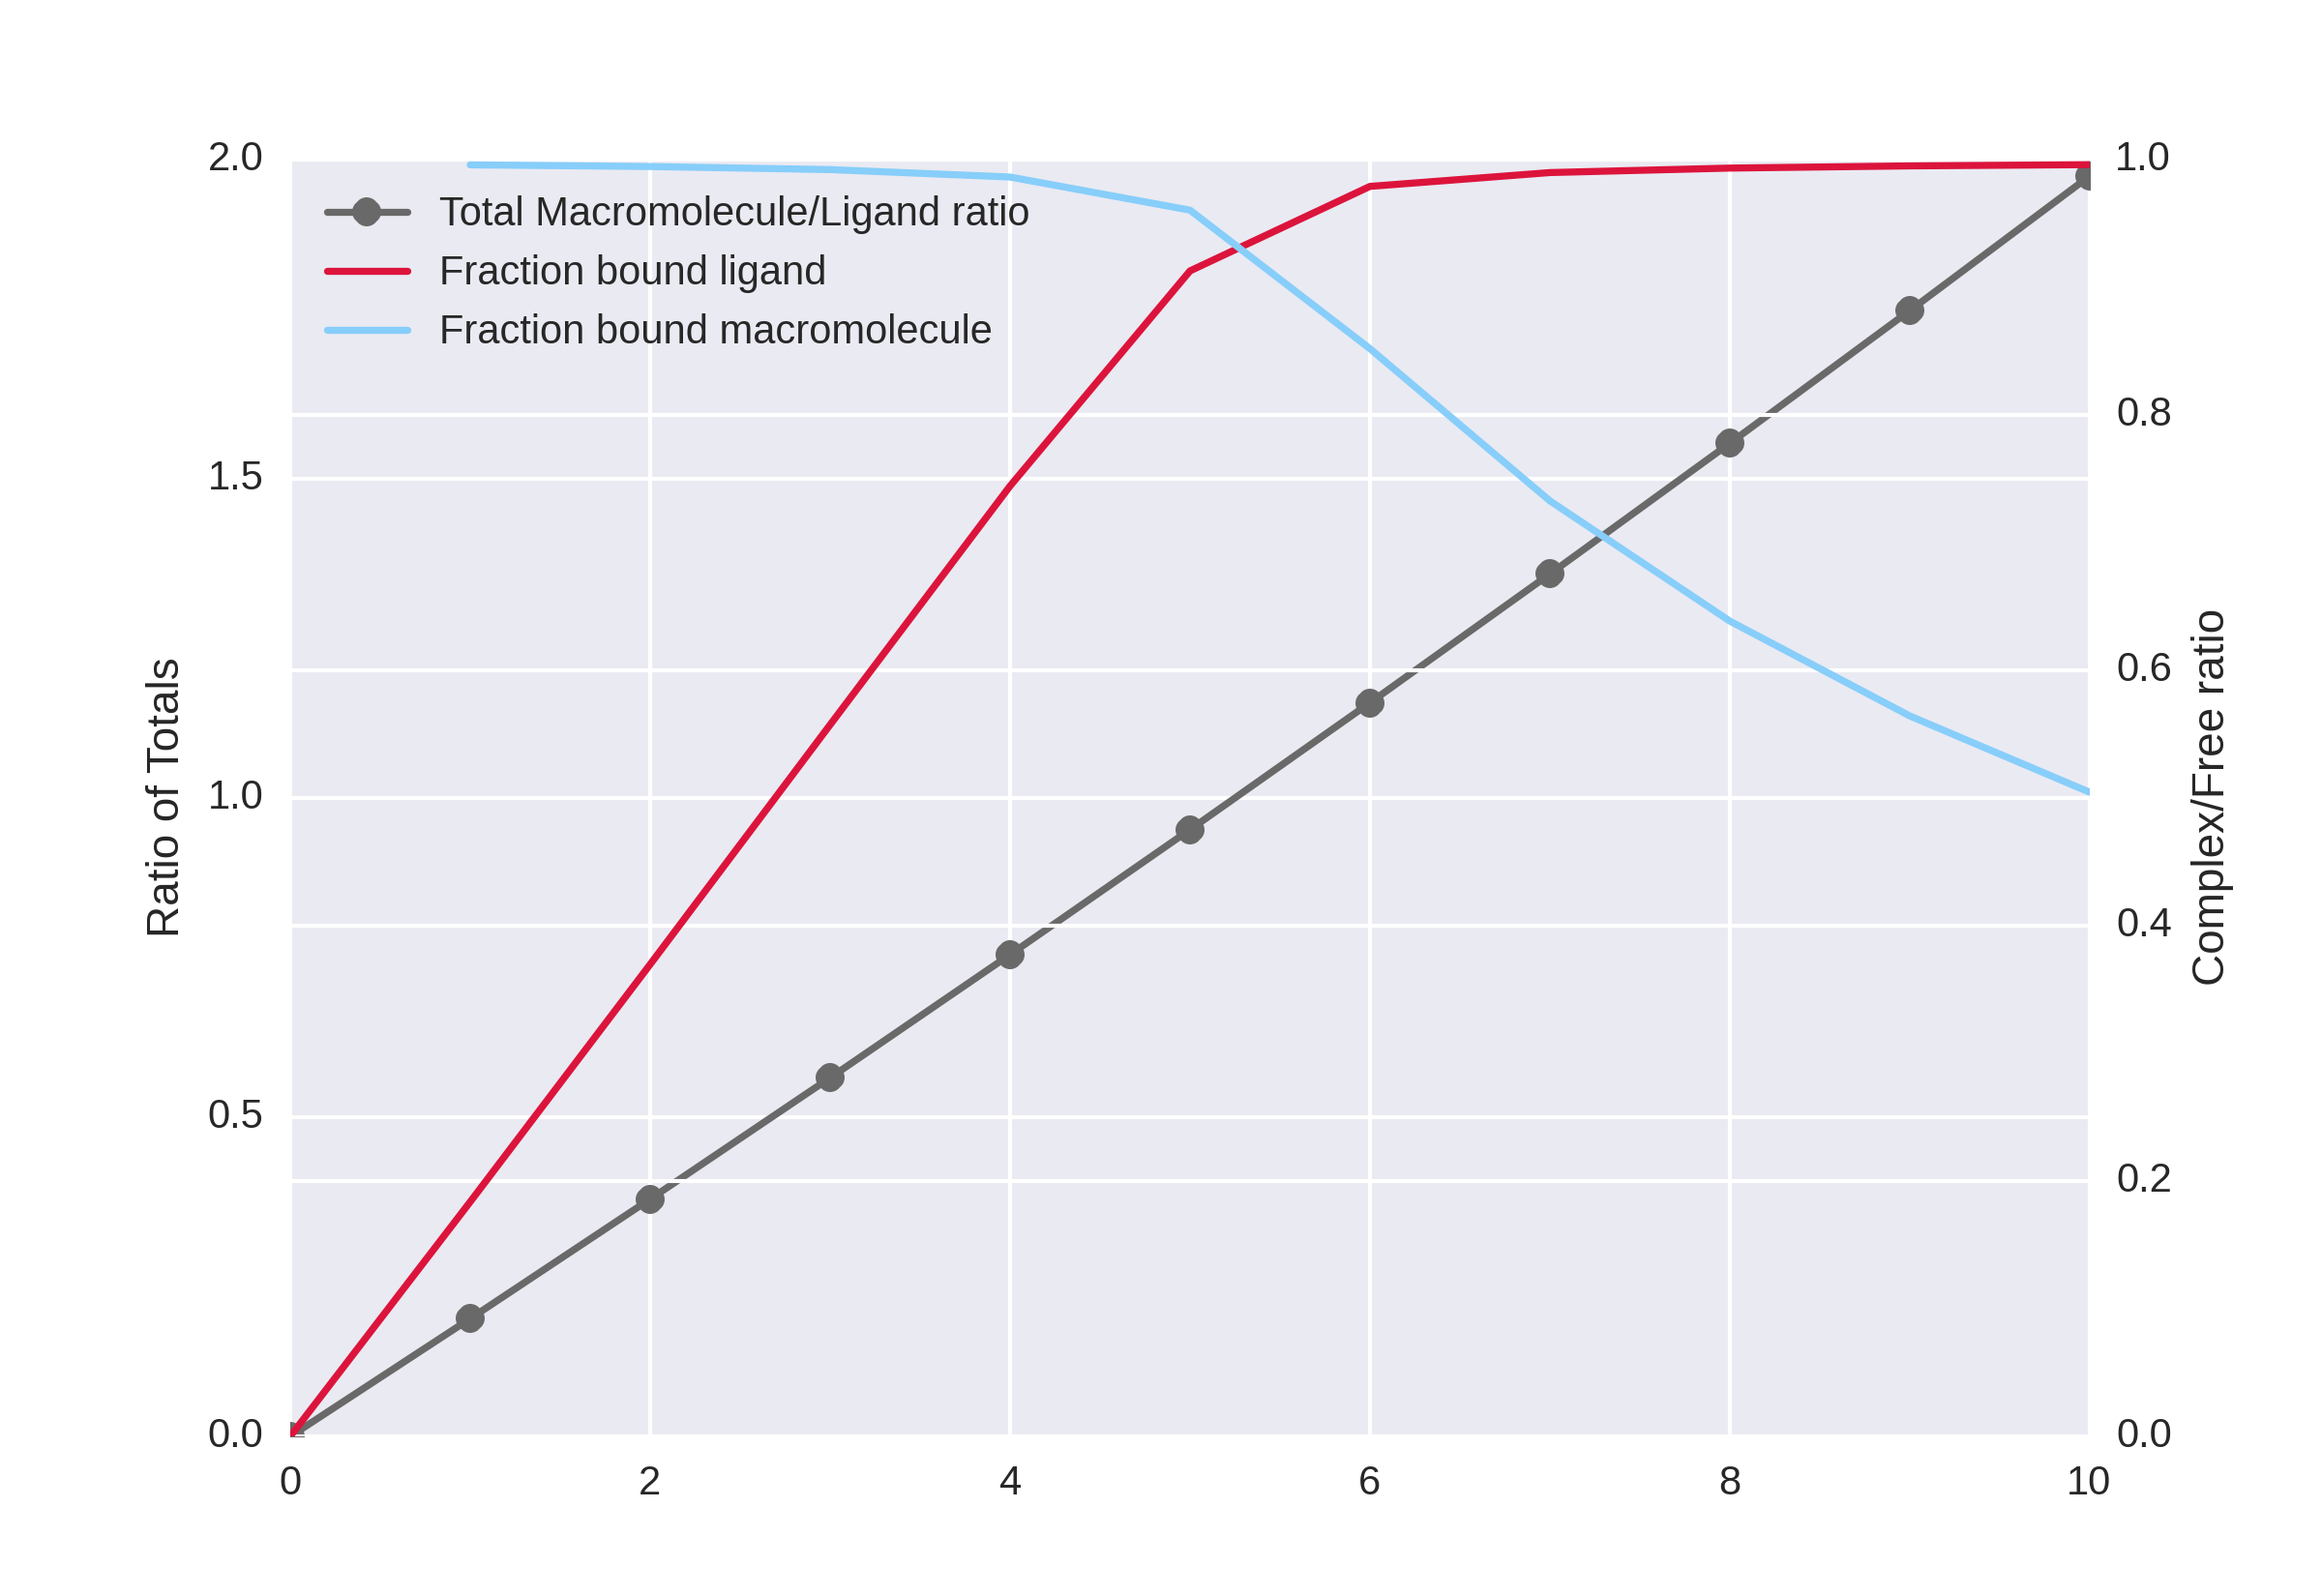 2.0
1.5
1.0
0.5
0.0
Ratio of Totals
Total Macromolecule/Ligand ratio
Fraction bound ligand
Fraction bound macromolecule
1.0
0.8
0.6
0.4
0.2
0.0
Complex/Free ratio
0 2 4 6 8 10